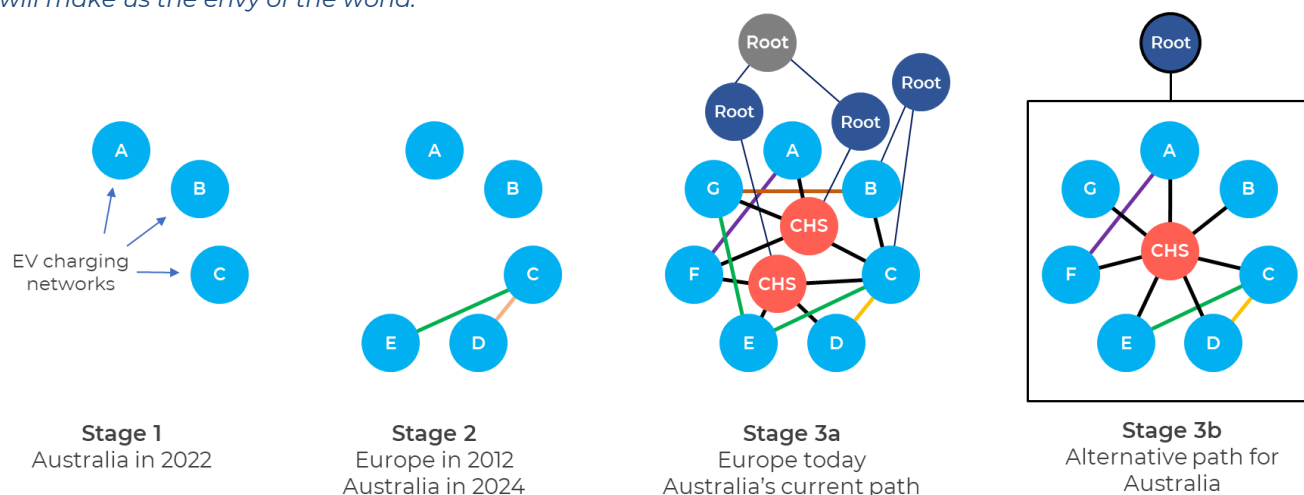 will make us the envy of the world.
A
B
C
EV charging
networks
Stage 1
Australia in 2022
A
B
C
D
E
Stage 2
Europe in 2012
Australia in 2024
Root
Root
Root
Root
A
G
B
CHS
F
CHS
C
E
D
Stage 3a
Europe today
Australia's current path
Root
A
G
B
CHS
F
C
E
D
Stage 3b
Alternative path for
Australia